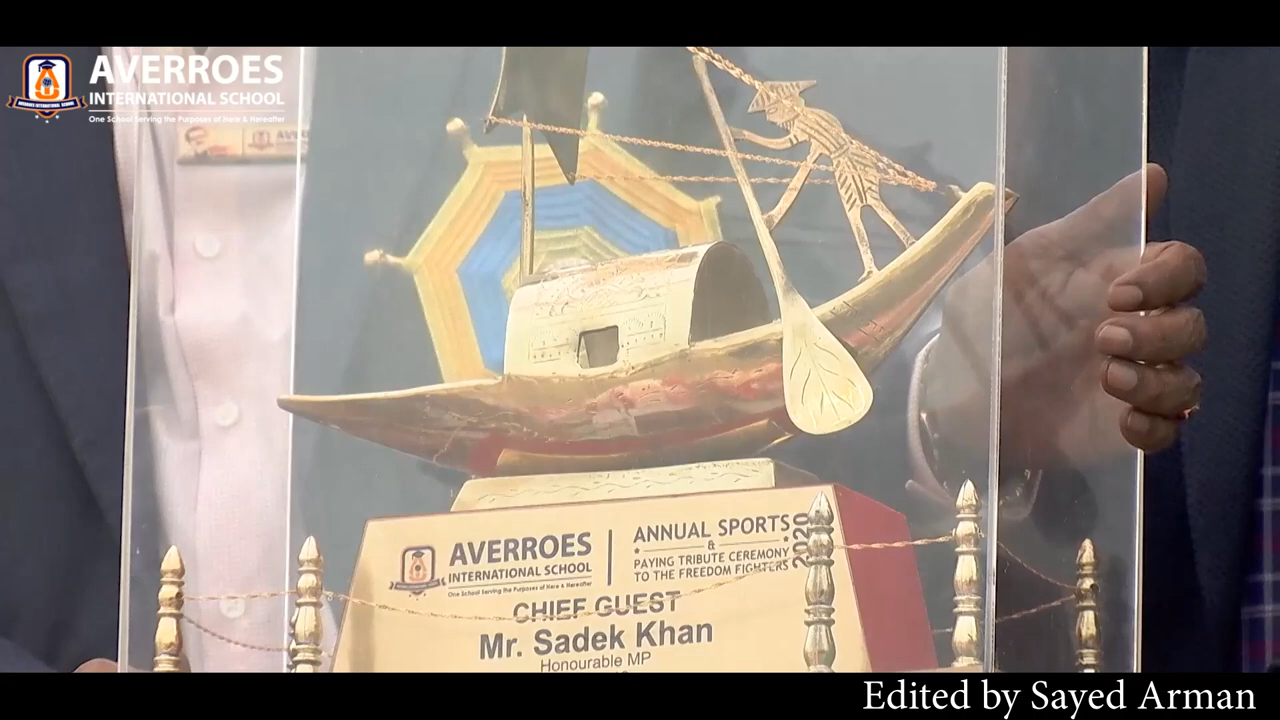 AVERROES
INTERNATIONAL SCHOOL
One School Serving the Purposes of Here & Hereafter
AVERROES
INTERNATIONAL SCHOOL
One School Serving the Purposes of Here & Hereafter
ANNUAL SPORTS
&
PAYING TRIBUTE CEREMONY
TO THE FREEDOM FIGHTERS
2020
CHIEF GUEST
Mr. Sadek Khan
Honourable MP
Edited by Sayed Arman